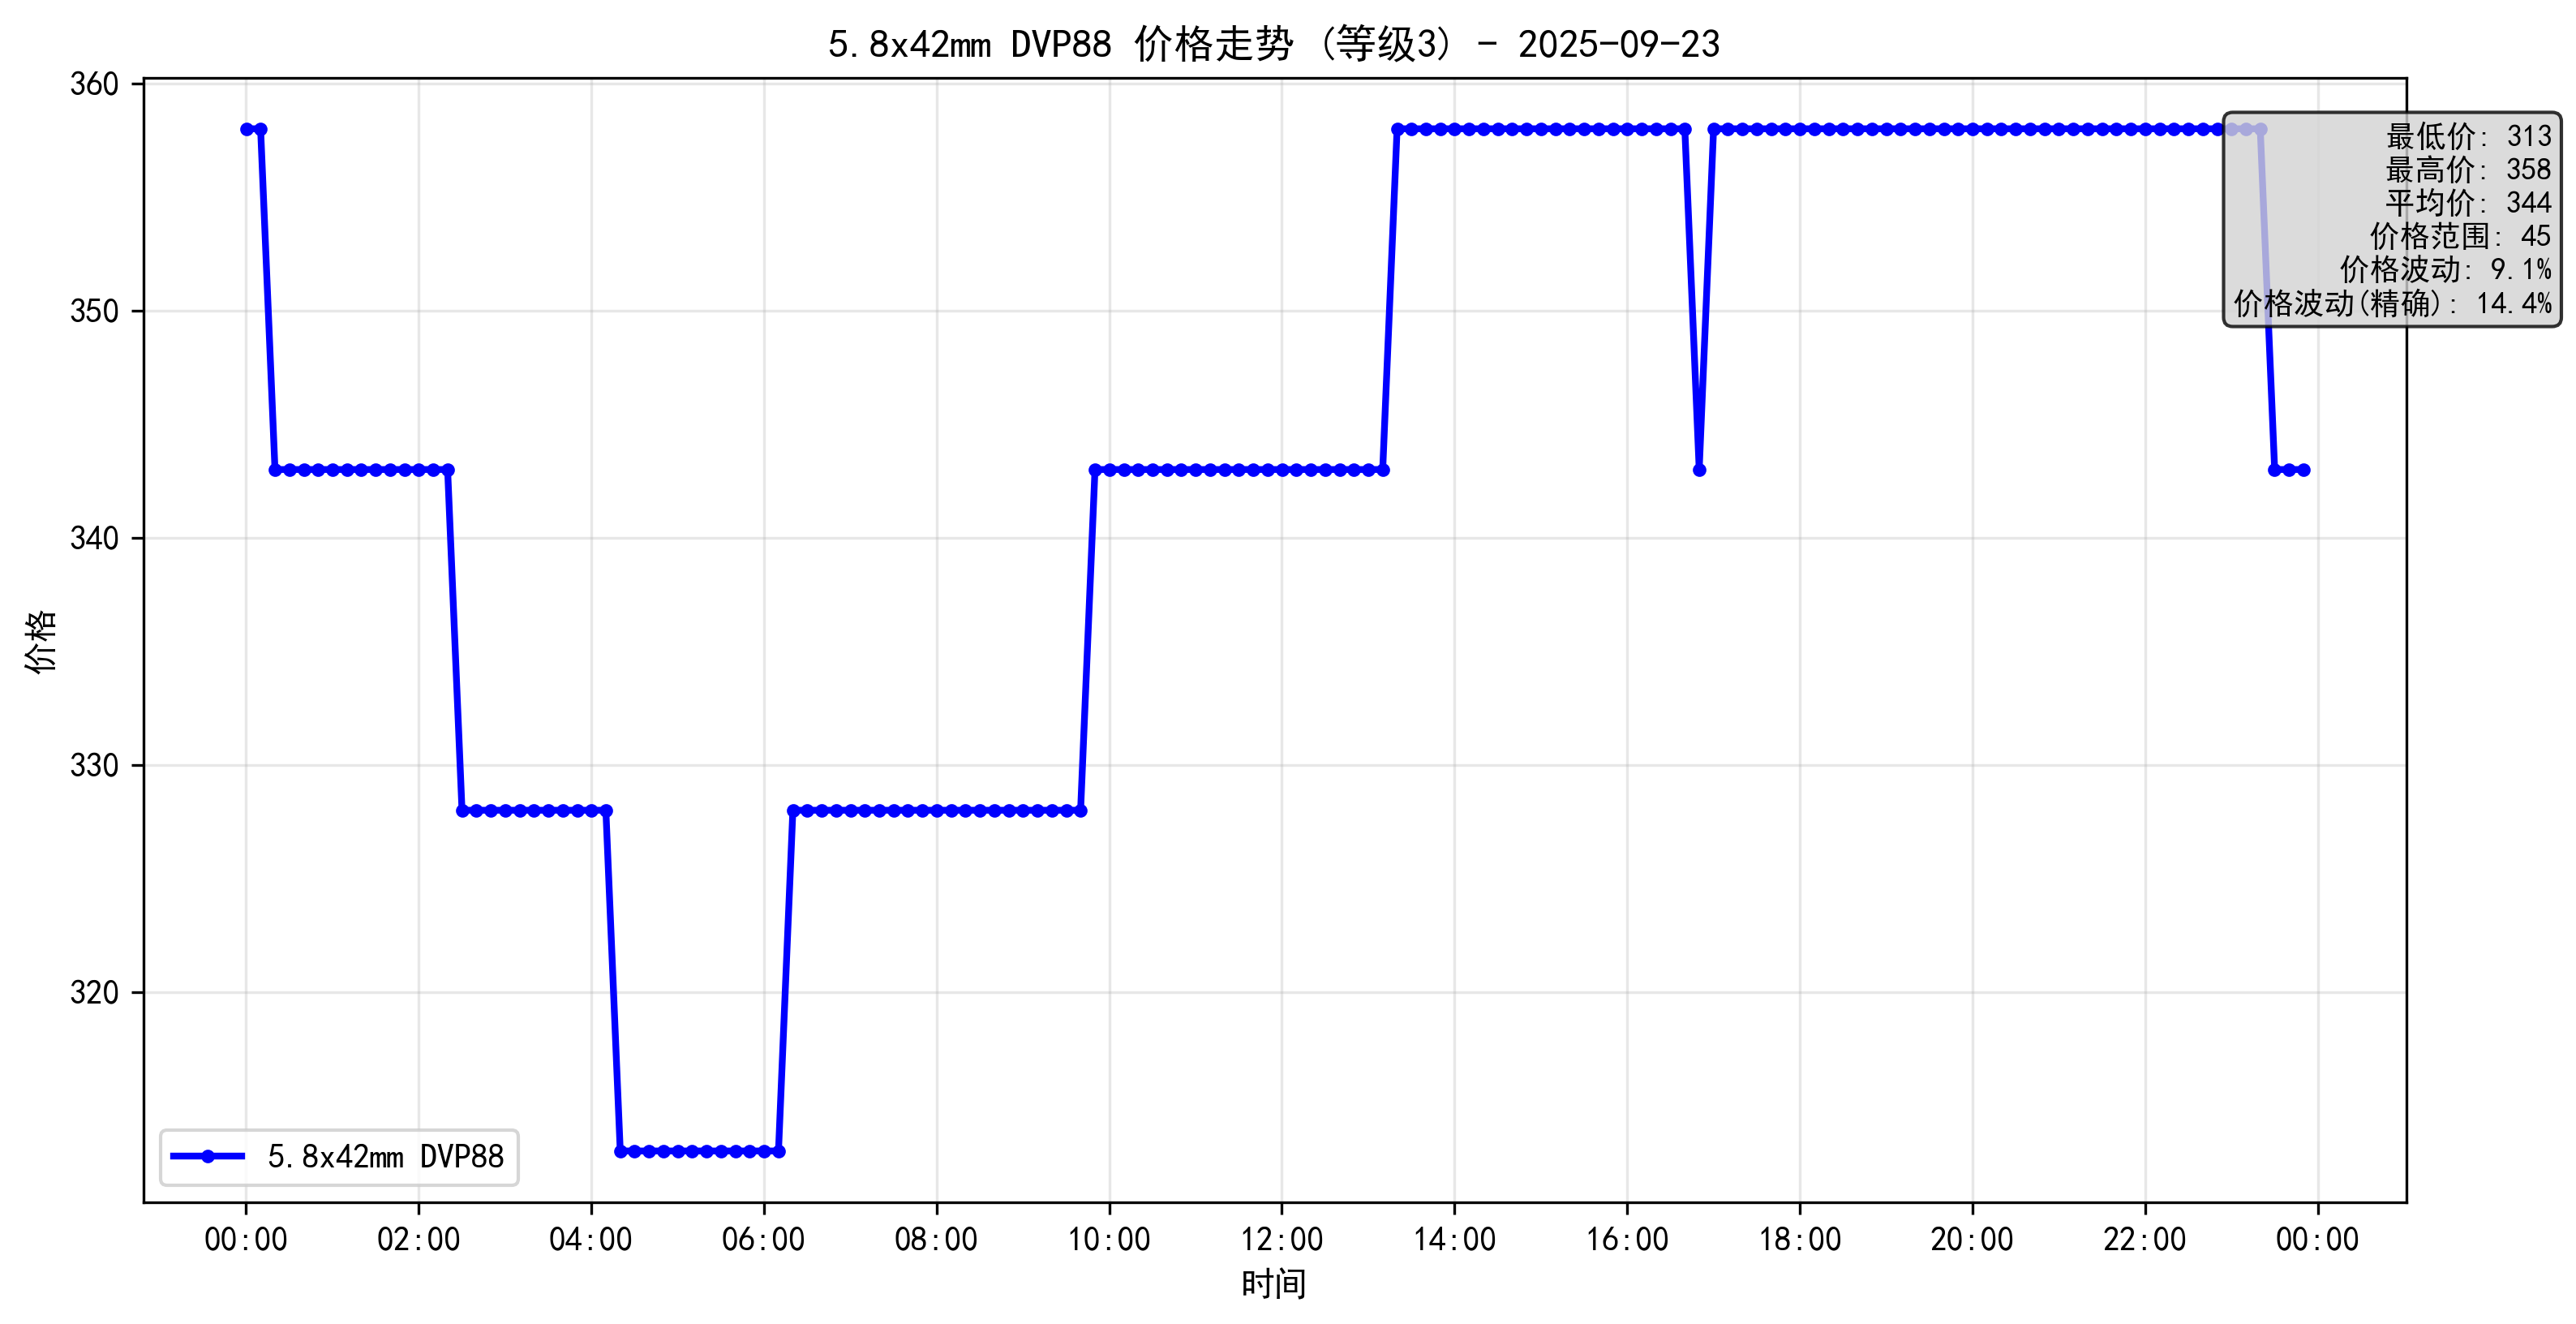 5.8x42mm DVP88 价格走势 (等级3) - 2025-09-23
360
350
340
330
320
价格
最低价: 313
最高价: 358
平均价: 344
价格范围: 45
价格波动: 9.1%
价格波动(精确): 14.4%
5.8x42mm DVP88
00:00 02:00 04:00 06:00 08:00 10:00 12:00 14:00 16:00 18:00 20:00 22:00 00:00
时间